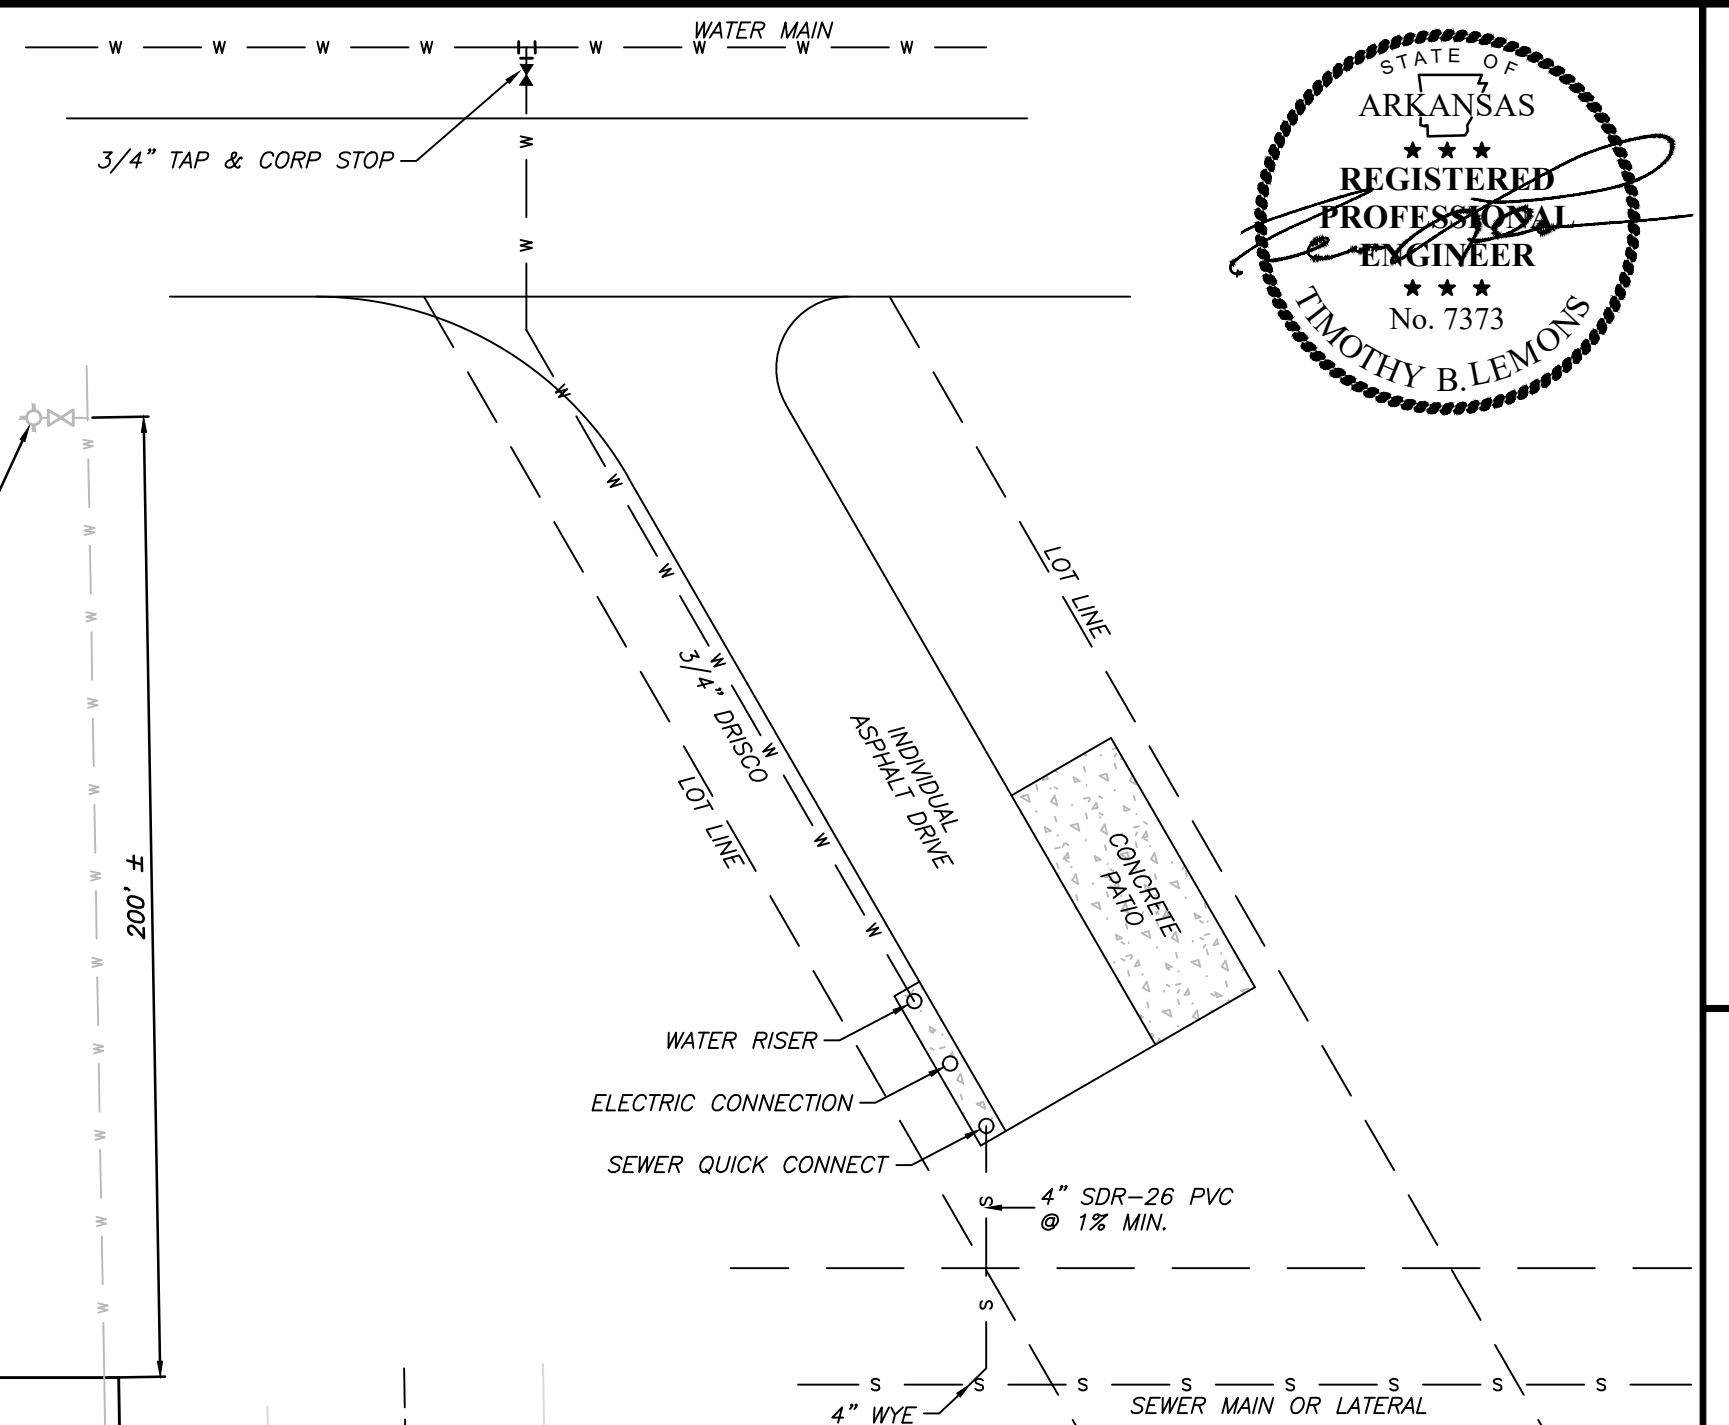 WATER MAIN
3/4" TAP & CORP STOP
STATE OF
ARKANSAS
REGISTERED
PROFESSIONAL
ENGINEER
No. 7373
TIMOTHY B. LEMONS
LOT LINE
3/4" DRISCO
LOT LINE
INDIVIDUAL
ASPHALT DRIVE
CONCRETE
PATIO
200' ±
WATER RISER
ELECTRIC CONNECTION
SEWER QUICK CONNECT
4" SDR-26 PVC
@ 1% MIN.
4" WYE
SEWER MAIN OR LATERAL